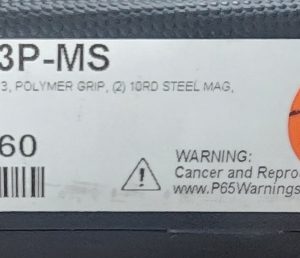 3P-MS
3, POLYMER GRIP, (2) 10RD STEEL MAG,
60
WARNING:
Cancer and Repro
www.P65Warnings